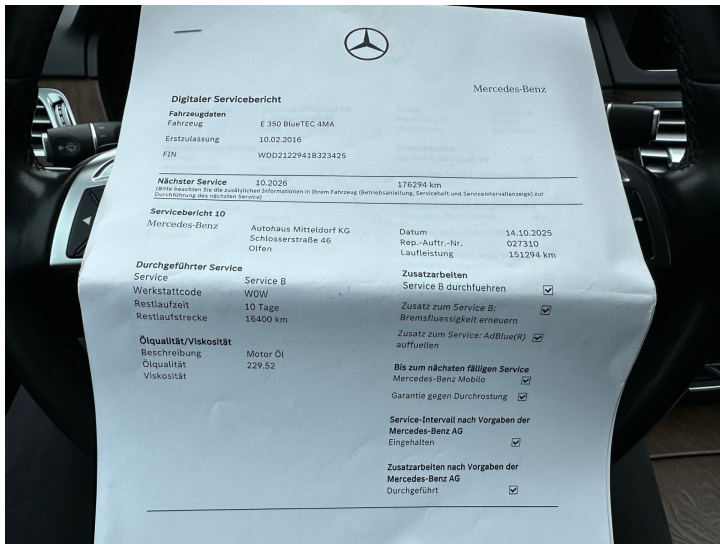 Mercedes-Benz
Digitaler Servicebericht
Fahrzeugdaten
Fahrzeug E 350 BlueTEC 4MA
Erstzulassung 10.02.2016
FIN WDD2122941B323425
Nächster Service 10.2026 176294 km
(Bitte beachten Sie die zusätzlichen Informationen in Ihrem Fahrzeug (Betriebsanleitung, Serviceheft und Serviceintervallanzeige) zur
Durchführung des nächsten Service)
Servicebericht 10
Mercedes-Benz
Autohaus Mitteldorf KG
Schlosserstraße 46
Olfen
Datum 14.10.2025
Rep.-Auftr.-Nr. 027310
Laufleistung 151294 km
Durchgeführter Service
Service Service B
Werkstattcode W0W
Restlaufzeit 10 Tage
Restlaufstrecke 16400 km
Ölqualität/Viskosität
Beschreibung Motor Öl
Ölqualität 229.52
Viskosität
Zusatzarbeiten
Service B durchfuehren
Zusatz zum Service B:
Bremsfluessigkeit erneuern
Zusatz zum Service: AdBlue(R)
auffuellen
Bis zum nächsten fälligen Service
Mercedes-Benz Mobilo
Garantie gegen Durchrostung
Service-Intervall nach Vorgaben der
Mercedes-Benz AG
Eingehalten
Zusatzarbeiten nach Vorgaben der
Mercedes-Benz AG
Durchgeführt